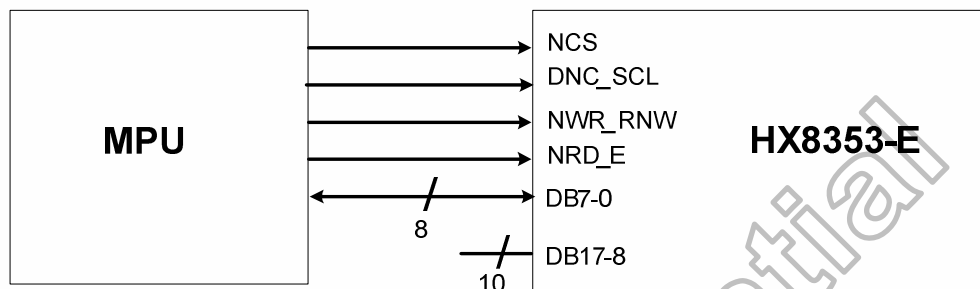 NCS
DNC_SCL
NWR_RNW
NRD_E
MPU
HX8353-E
DB7-0
8
DB17-8
10